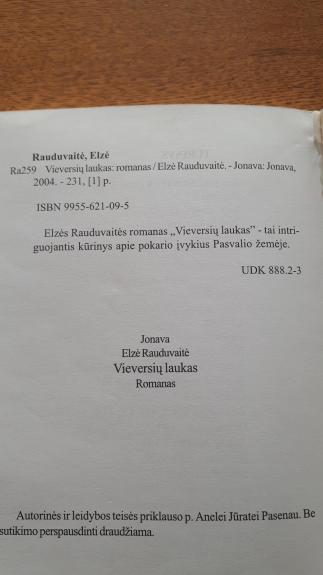 Rauduvaitė, Elzė
Ra259 Vieversių laukas: romanas / Elzė Rauduvaitė. - Jonava: Jonava,
2004. - 231, [1] p.
ISBN 9955-621-09-5
Elzės Rauduvaitės romanas „Vieversių laukas” - tai intri-
guojantis kūrinys apie pokario įvykius Pasvalio žemėje.
UDK 888.2-3
Jonava
Elzė Rauduvaitė
Vieversių laukas
Romanas
Autorinės ir leidybos teisės priklauso p. Anelei Jūratei Pasenau. Be
sutikimo perspausdinti draudžiama.